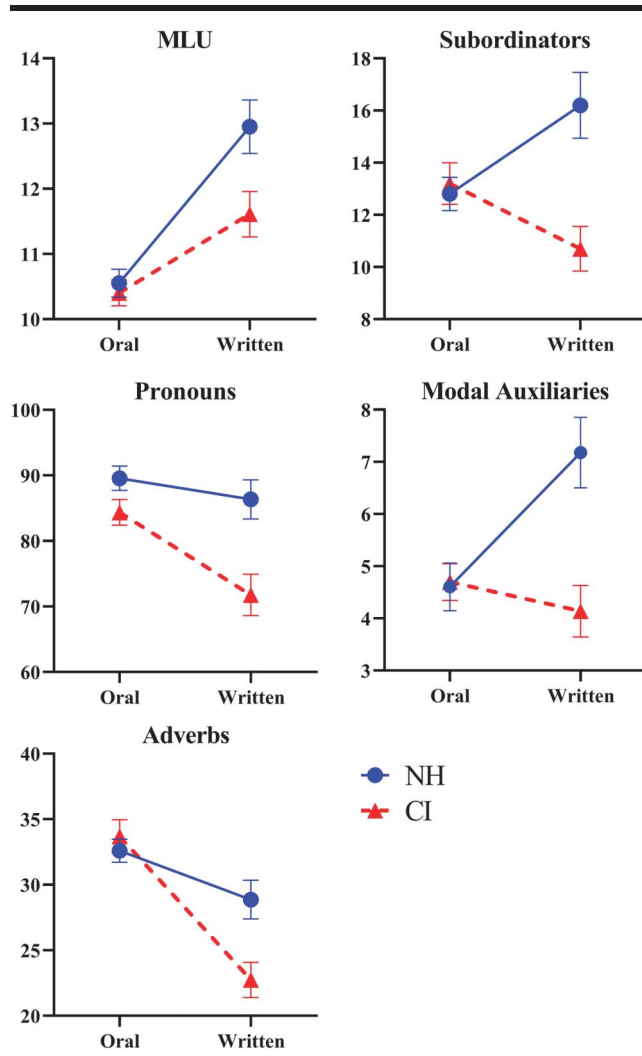 MLU
14
13
12
11
10
Oral Written
Subordinators
18
16
14
12
10
8
Oral Written
Pronouns
100
90
80
70
60
Oral Written
Modal Auxiliaries
8
7
6
5
4
3
Oral Written
Adverbs
40
35
30
25
20
Oral Written
NH
CI